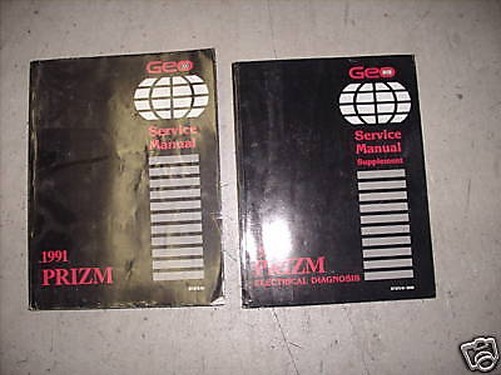 Geo
Service
Manual
1991
PRIZM
Geo
Service
Manual
Supplement
PRIZM
ELECTRICAL DIAGNOSIS